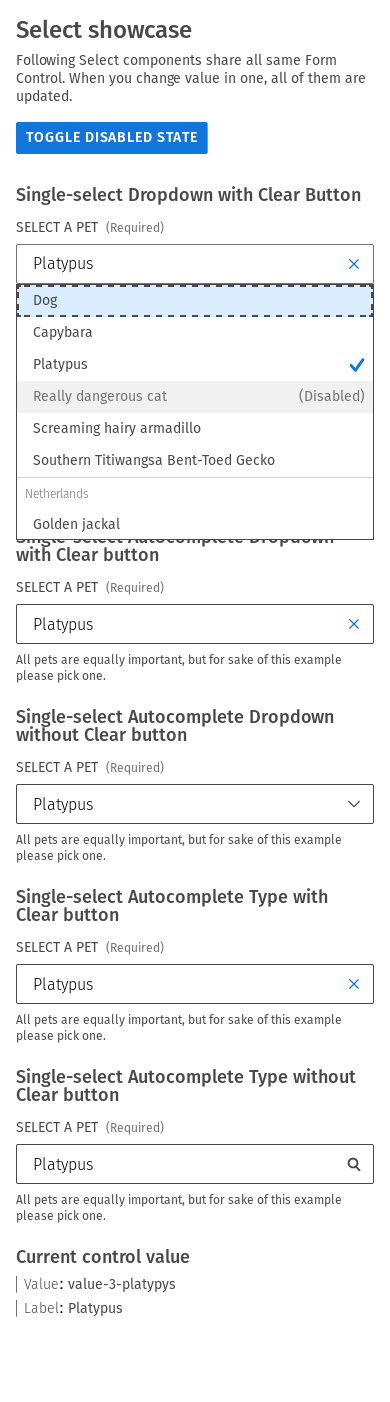 Select showcase
Following Select components share all same Form
Control. When you change value in one, all of them are
updated.
TOGGLE DISABLED STATE
Single-select Dropdown with Clear Button
SELECT A PET (Required)
Platypus
Dog
Capybara
Platypus
Really dangerous cat (Disabled)
Screaming hairy armadillo
Southern Titiwangsa Bent-Toed Gecko
Netherlands
Golden jackal
Single-select Autocomplete Dropdown
with Clear button
SELECT A PET (Required)
Platypus
All pets are equally important, but for sake of this example
please pick one.
Single-select Autocomplete Dropdown
without Clear button
SELECT A PET (Required)
Platypus
All pets are equally important, but for sake of this example
please pick one.
Single-select Autocomplete Type with
Clear button
SELECT A PET (Required)
Platypus
All pets are equally important, but for sake of this example
please pick one.
Single-select Autocomplete Type without
Clear button
SELECT A PET (Required)
Platypus
All pets are equally important, but for sake of this example
please pick one.
Current control value
Value: value-3-platypys
Label: Platypus